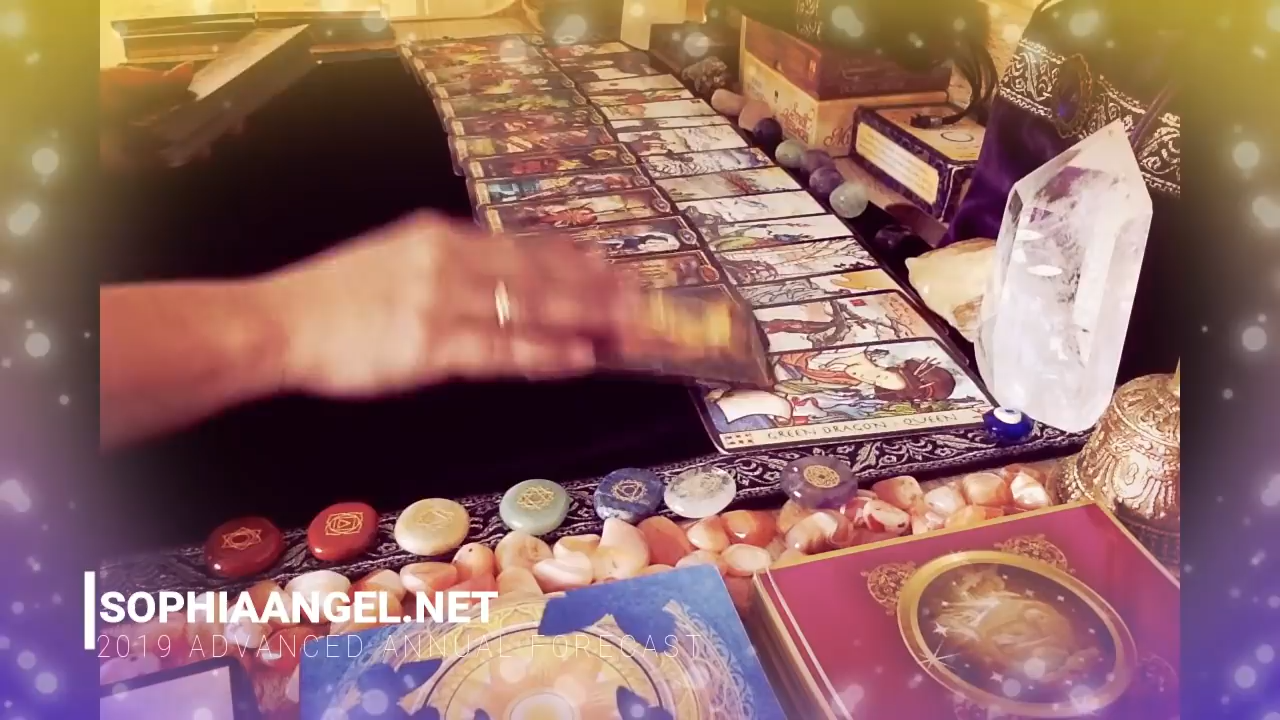 GREEN DRAGON - QUEEN
SOPHIAANGEL.NET
2019 ADVANCED ANNUAL FORECAST